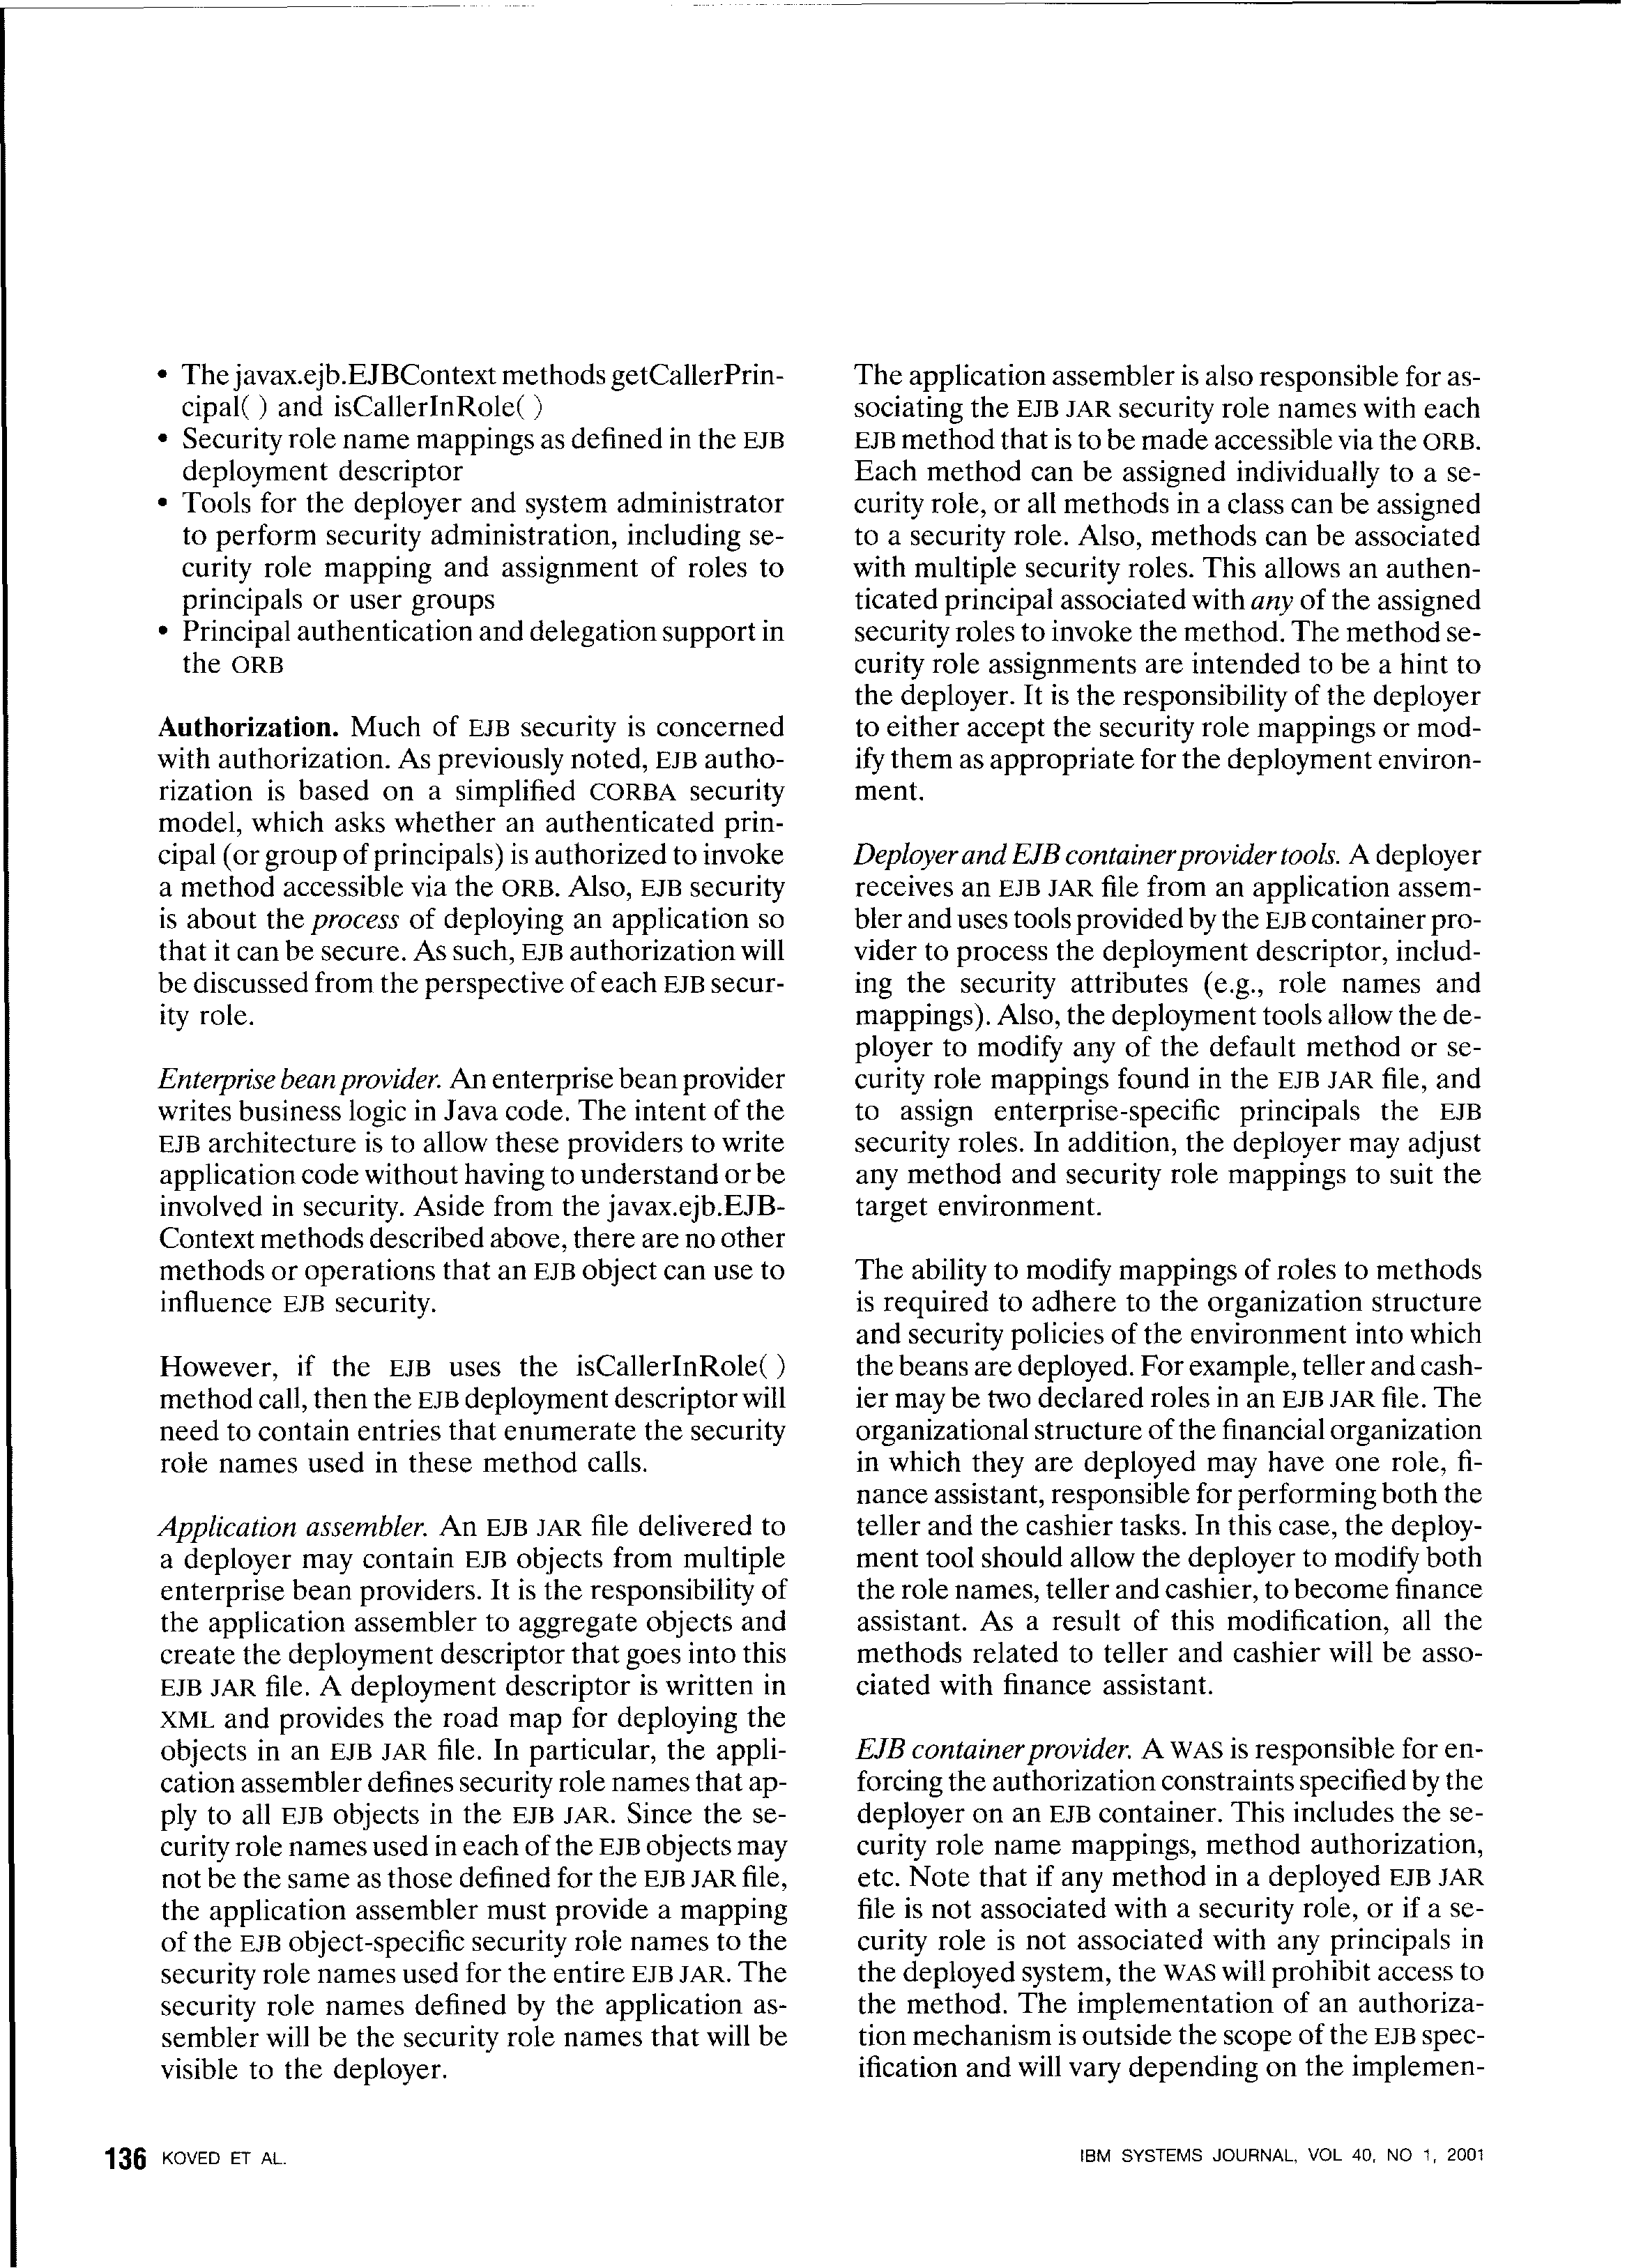 • The javax.ejb.EJBContext methods getCallerPrin-
cipal( ) and isCallerInRole( )
• Security role name mappings as defined in the EJB
deployment descriptor
• Tools for the deployer and system administrator
to perform security administration, including se-
curity role mapping and assignment of roles to
principals or user groups
• Principal authentication and delegation support in
the ORB
Authorization. Much of EJB security is concerned
with authorization. As previously noted, EJB autho-
rization is based on a simplified CORBA security
model, which asks whether an authenticated prin-
cipal (or group of principals) is authorized to invoke
a method accessible via the ORB. Also, EJB security
is about the process of deploying an application so
that it can be secure. As such, EJB authorization will
be discussed from the perspective of each EJB secur-
ity role.
Enterprise bean provider. An enterprise bean provider
writes business logic in Java code. The intent of the
EJB architecture is to allow these providers to write
application code without having to understand or be
involved in security. Aside from the javax.ejb.EJB-
Context methods described above, there are no other
methods or operations that an EJB object can use to
influence EJB security.
However, if the EJB uses the isCallerInRole( )
method call, then the EJB deployment descriptor will
need to contain entries that enumerate the security
role names used in these method calls.
Application assembler. An EJB JAR file delivered to
a deployer may contain EJB objects from multiple
enterprise bean providers. It is the responsibility of
the application assembler to aggregate objects and
create the deployment descriptor that goes into this
EJB JAR file. A deployment descriptor is written in
XML and provides the road map for deploying the
objects in an EJB JAR file. In particular, the appli-
cation assembler defines security role names that ap-
ply to all EJB objects in the EJB JAR. Since the se-
curity role names used in each of the EJB objects may
not be the same as those defined for the EJB JAR file,
the application assembler must provide a mapping
of the EJB object-specific security role names to the
security role names used for the entire EJB JAR. The
security role names defined by the application as-
sembler will be the security role names that will be
visible to the deployer.
The application assembler is also responsible for as-
sociating the EJB JAR security role names with each
EJB method that is to be made accessible via the ORB.
Each method can be assigned individually to a se-
curity role, or all methods in a class can be assigned
to a security role. Also, methods can be associated
with multiple security roles. This allows an authen-
ticated principal associated with any of the assigned
security roles to invoke the method. The method se-
curity role assignments are intended to be a hint to
the deployer. It is the responsibility of the deployer
to either accept the security role mappings or mod-
ify them as appropriate for the deployment environ-
ment.
Deployer and EJB container provider tools. A deployer
receives an EJB JAR file from an application assem-
bler and uses tools provided by the EJB container pro-
vider to process the deployment descriptor, includ-
ing the security attributes (e.g., role names and
mappings). Also, the deployment tools allow the de-
ployer to modify any of the default method or se-
curity role mappings found in the EJB JAR file, and
to assign enterprise-specific principals the EJB
security roles. In addition, the deployer may adjust
any method and security role mappings to suit the
target environment.
The ability to modify mappings of roles to methods
is required to adhere to the organization structure
and security policies of the environment into which
the beans are deployed. For example, teller and cash-
ier may be two declared roles in an EJB JAR file. The
organizational structure of the financial organization
in which they are deployed may have one role, fi-
nance assistant, responsible for performing both the
teller and the cashier tasks. In this case, the deploy-
ment tool should allow the deployer to modify both
the role names, teller and cashier, to become finance
assistant. As a result of this modification, all the
methods related to teller and cashier will be asso-
ciated with finance assistant.
EJB container provider. A WAS is responsible for en-
forcing the authorization constraints specified by the
deployer on an EJB container. This includes the se-
curity role name mappings, method authorization,
etc. Note that if any method in a deployed EJB JAR
file is not associated with a security role, or if a se-
curity role is not associated with any principals in
the deployed system, the WAS will prohibit access to
the method. The implementation of an authoriza-
tion mechanism is outside the scope of the EJB spec-
ification and will vary depending on the implemen-
136 KOVED ET AL.
IBM SYSTEMS JOURNAL, VOL 40, NO 1, 2001